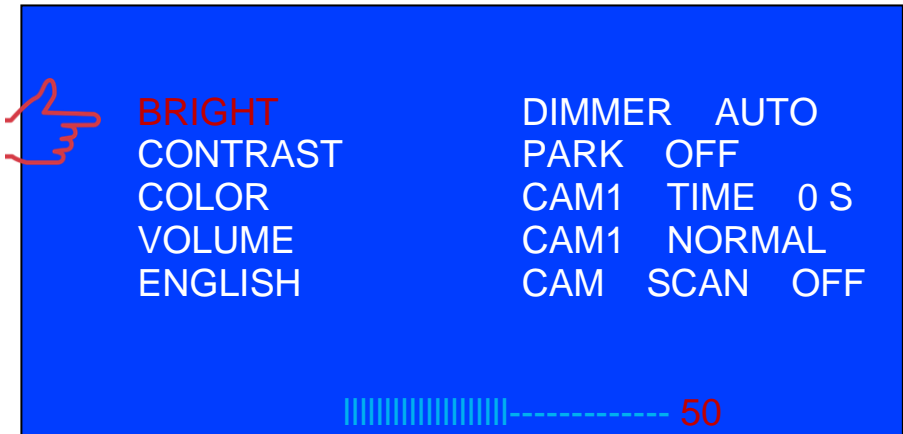 BRIGHT DIMMER AUTO
CONTRAST PARK OFF
COLOR CAM1 TIME 0 S
VOLUME CAM1 NORMAL
ENGLISH CAM SCAN OFF
||||||||||||||||||||------------- 50